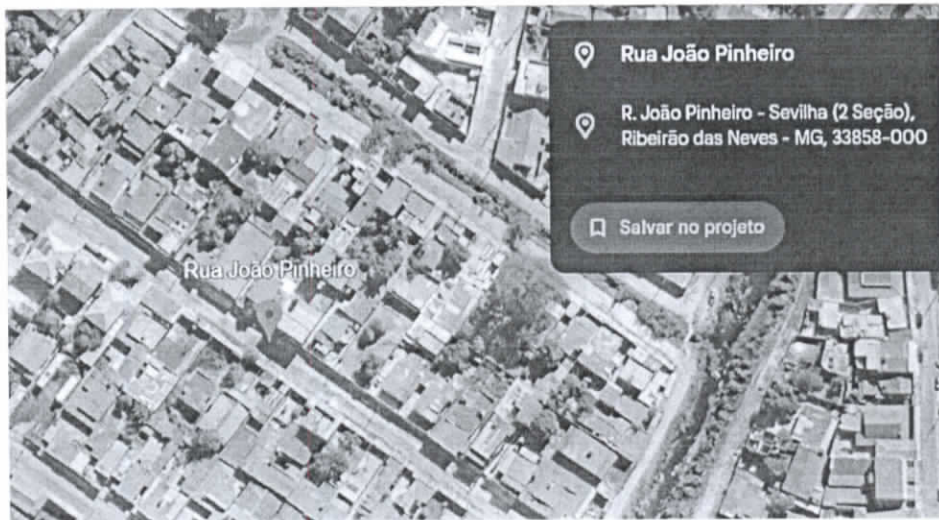 Rua João Pinheiro
R. João Pinheiro - Sevilha (2 Seção),
Ribeirão das Neves - MG, 33858-000
Salvar no projeto
Rua João Pinheiro